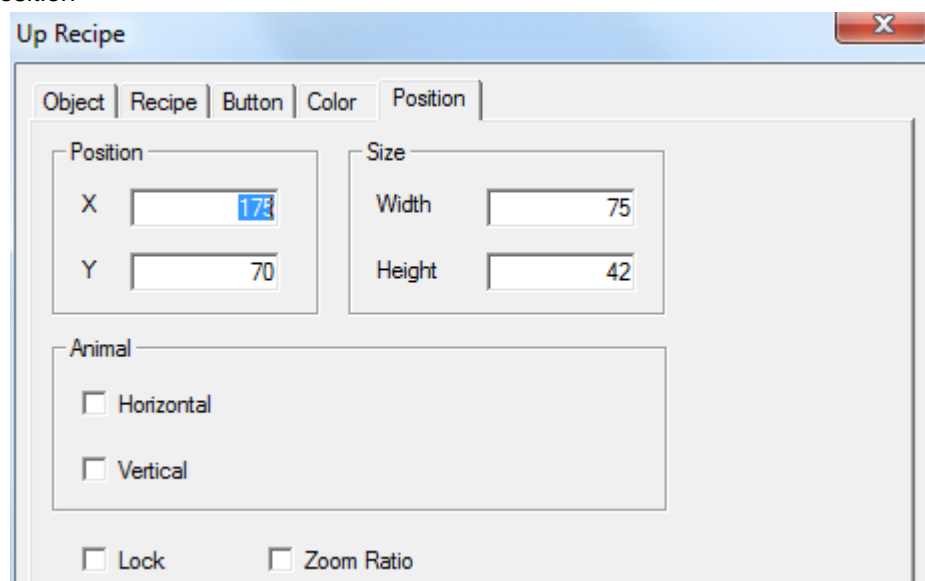 osition
Up Recipe
Object Recipe Button Color Position
Position Size
X 175 Width 75
Y 70 Height 42
Animal
Horizontal
Vertical
Lock Zoom Ratio